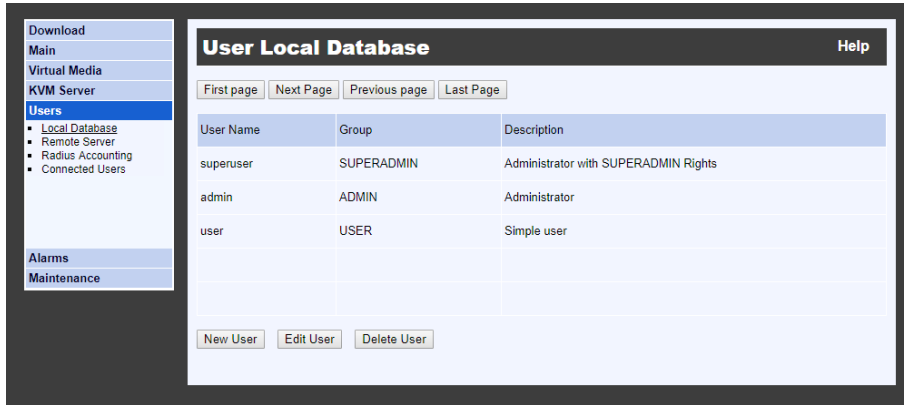 Download
Main
Virtual Media
KVM Server
Users
Local Database
Remote Server
Radius Accounting
Connected Users
Alarms
Maintenance
User Local Database Help
First page Next Page Previous page Last Page
User Name Group Description
superuser SUPERADMIN Administrator with SUPERADMIN Rights
admin ADMIN Administrator
user USER Simple user
New User Edit User Delete User